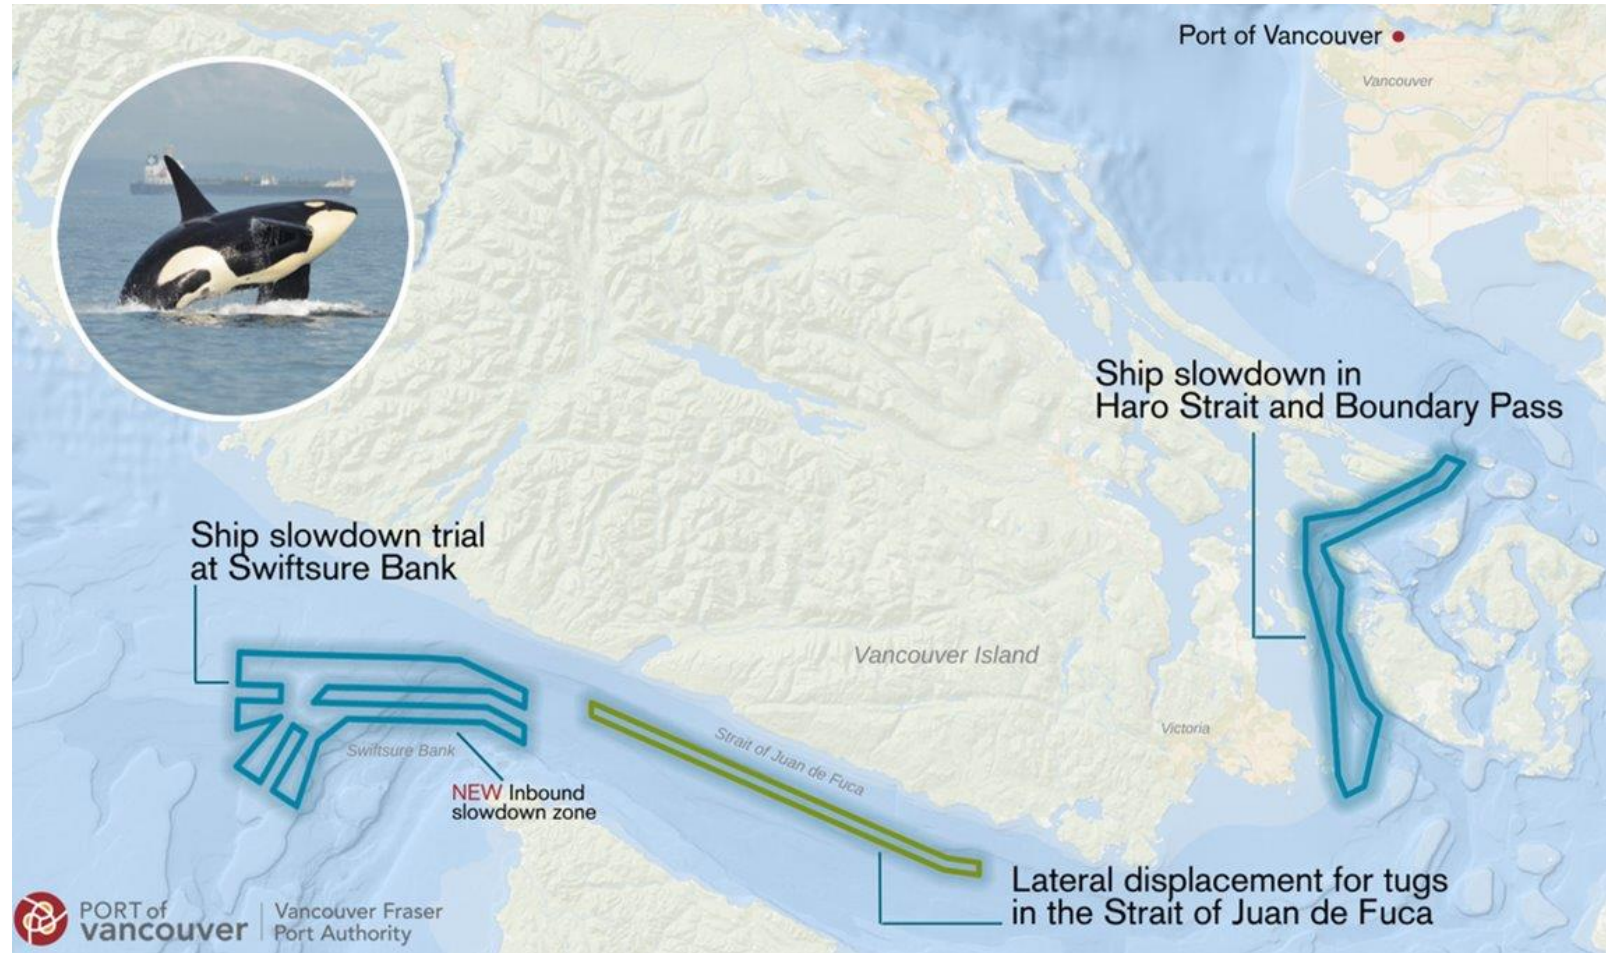 Port of Vancouver
Vancouver
Ship slowdown in
Haro Strait and Boundary Pass
Ship slowdown trial
at Swiftsure Bank
Vancouver Island
Victoria
Strait of Juan de Fuca
Swiftsure Bank
NEW Inbound
slowdown zone
Lateral displacement for tugs
in the Strait of Juan de Fuca
PORT of
vancouver
Vancouver Fraser
Port Authority